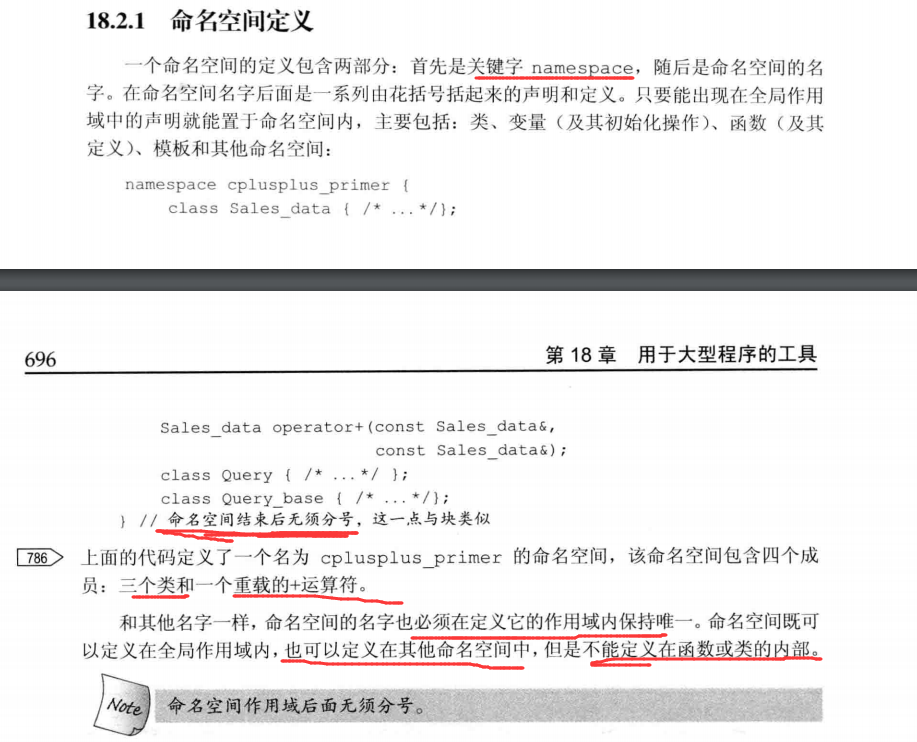 18.2.1 命名空间定义
一个命名空间的定义包含两部分：首先是关键字 namespace，随后是命名空间的名
字。在命名空间名字后面是一系列由花括号括起来的声明和定义。只要能出现在全局作用
域中的声明就能置于命名空间内，主要包括：类、变量（及其初始化操作）、函数（及其
定义）、模板和其他命名空间：
namespace cplusplus_primer {
class Sales_data { /* ... */};
696 第 18 章 用于大型程序的工具
Sales_data operator+(const Sales_data&,
const Sales_data&);
class Query { /* ... */ };
class Query_base { /* ... */};
} // 命名空间结束后无须分号，这一点与块类似
786 上面的代码定义了一个名为 cplusplus_primer 的命名空间，该命名空间包含四个成
员：三个类和一个重载的+运算符。
和其他名字一样，命名空间的名字也必须在定义它的作用域内保持唯一。命名空间既可
以定义在全局作用域内，也可以定义在其他命名空间中，但是不能定义在函数或类的内部。
Note 命名空间作用域后面无须分号。